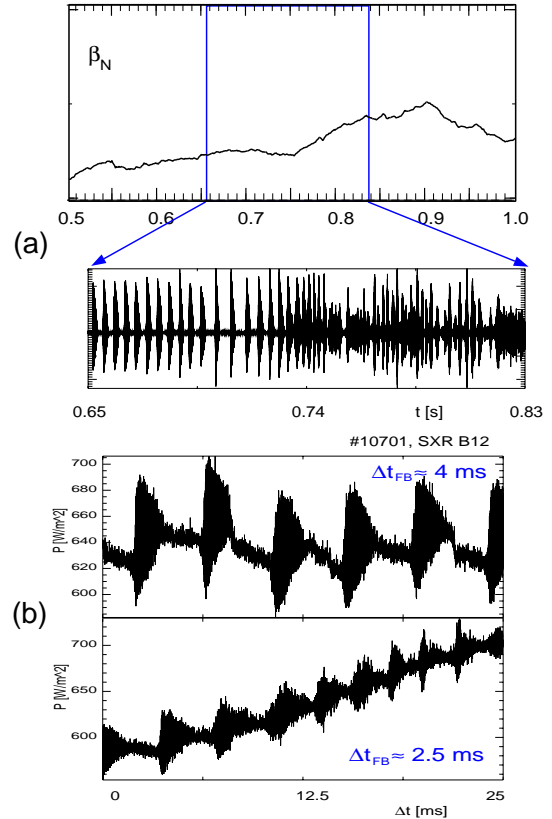 β_N
0.5 0.6 0.7 0.8 0.9 1.0
(a)
0.65 0.74 t [s] 0.83
#10701, SXR B12
Δt_FB ≈ 4 ms
P [W/m^2]
700
680
660
640
620
600
(b)
P [W/m^2]
700
650
600
Δt_FB ≈ 2.5 ms
0 12.5 Δt [ms] 25